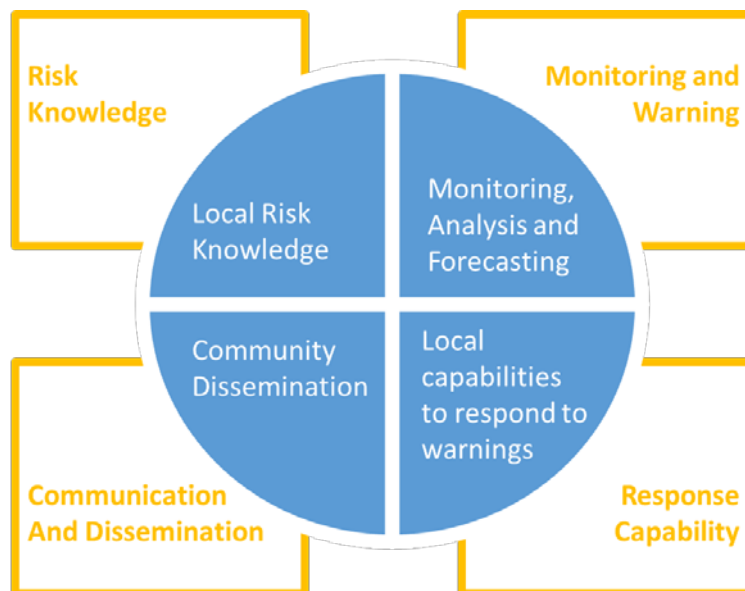 Risk
Knowledge
Monitoring and
Warning
Local Risk
Knowledge
Monitoring,
Analysis and
Forecasting
Community
Dissemination
Local
capabilities
to respond to
warnings
Communication
And Dissemination
Response
Capability